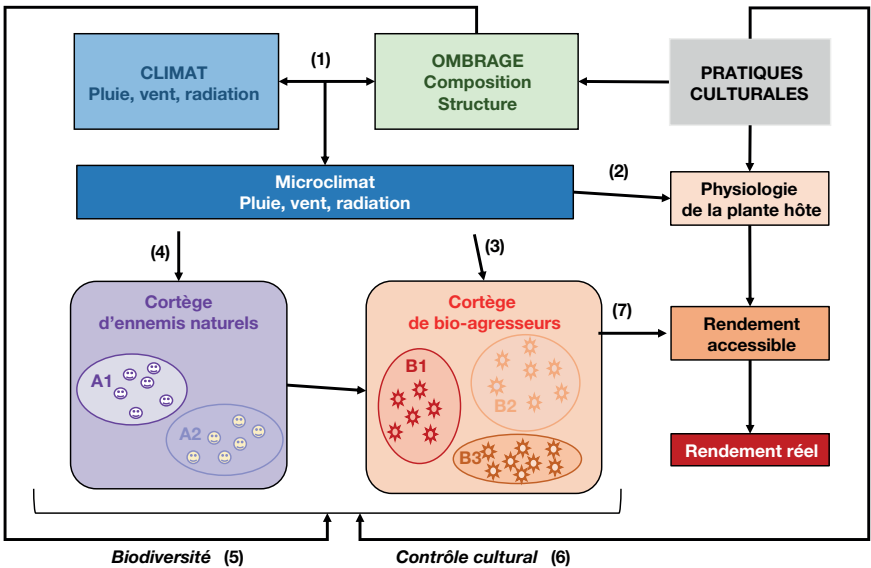 CLIMAT
Pluie, vent, radiation
(1)
OMBRAGE
Composition
Structure
PRATIQUES
CULTURALES
Microclimat
Pluie, vent, radiation
(2)
Physiologie
de la plante hôte
(4)
(3)
Cortège
d’ennemis naturels
A1
A2
Cortège
de bio-agresseurs
B1
B2
B3
(7)
Rendement
accessible
Rendement réel
Biodiversité (5)
Contrôle cultural (6)